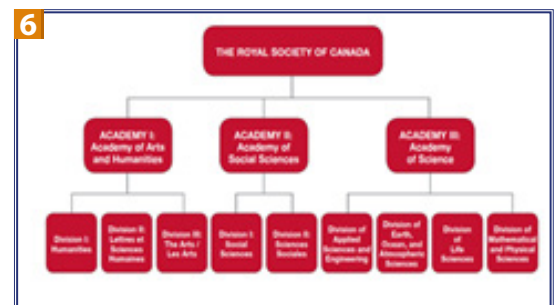 6
THE ROYAL SOCIETY OF CANADA
ACADEMY I:
Academy of Arts
and Humanities
ACADEMY II:
Academy of
Social Sciences
ACADEMY III:
Academy
of Science
Division I:
Humanities
Division II:
Lettres et
Sciences
Humaines
Division III:
The Arts /
Les Arts
Division I:
Social
Sciences
Division II:
Sciences
Sociales
Division of
Applied
Sciences and
Engineering
Division of
Earth,
Ocean, and
Atmospheric
Sciences
Division
of
Life
Sciences
Division of
Mathematical
and Physical
Sciences